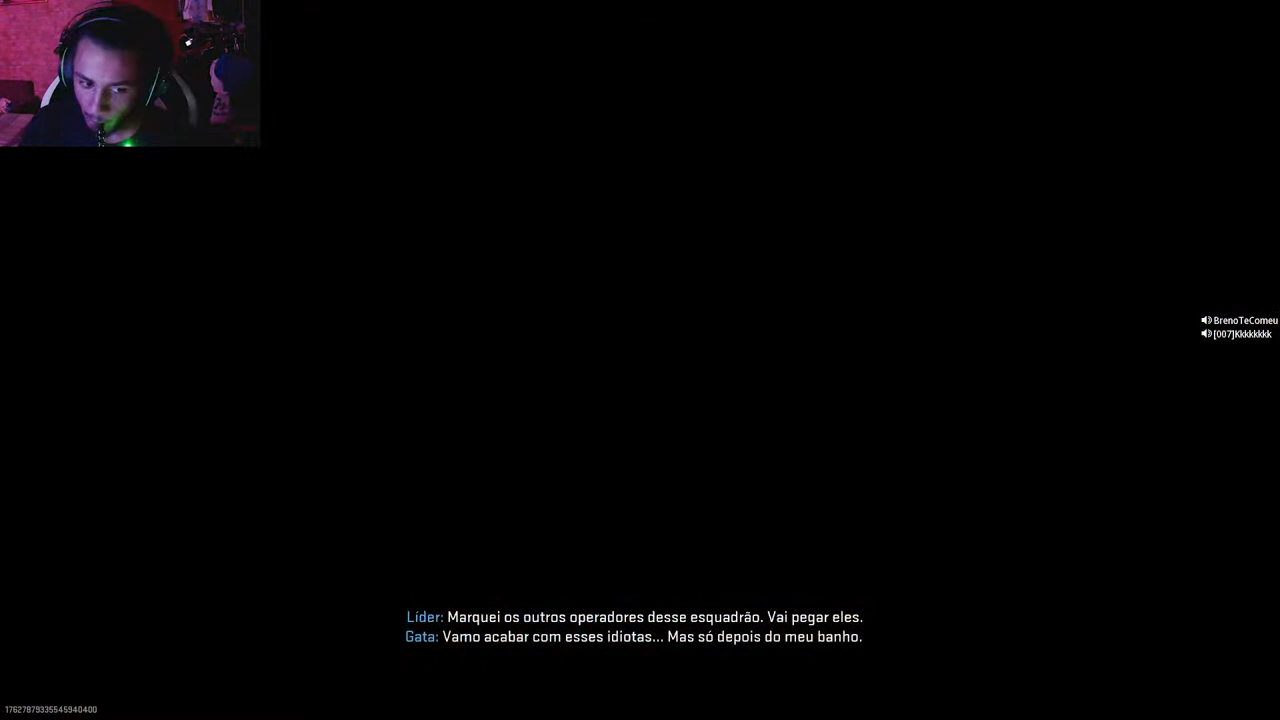 BrenoTeComeu
[007]Kkkkkkkk
Líder: Marquei os outros operadores desse esquadrão. Vai pegar eles.
Gata: Vamo acabar com esses idiotas... Mas só depois do meu banho.
17627879335545940400